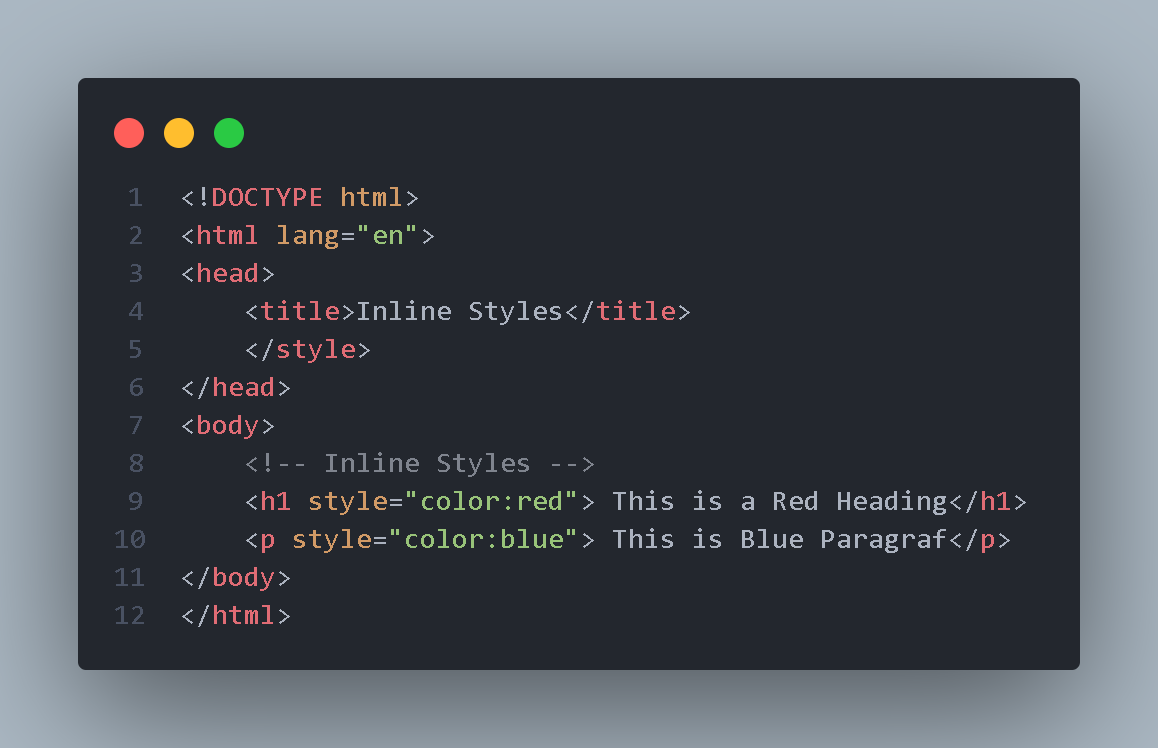 1 <!DOCTYPE html>
2 <html lang="en">
3 <head>
4     <title>Inline Styles</title>
5     </style>
6 </head>
7 <body>
8     <!-- Inline Styles -->
9     <h1 style="color:red"> This is a Red Heading</h1>
10     <p style="color:blue"> This is Blue Paragraf</p>
11 </body>
12 </html>